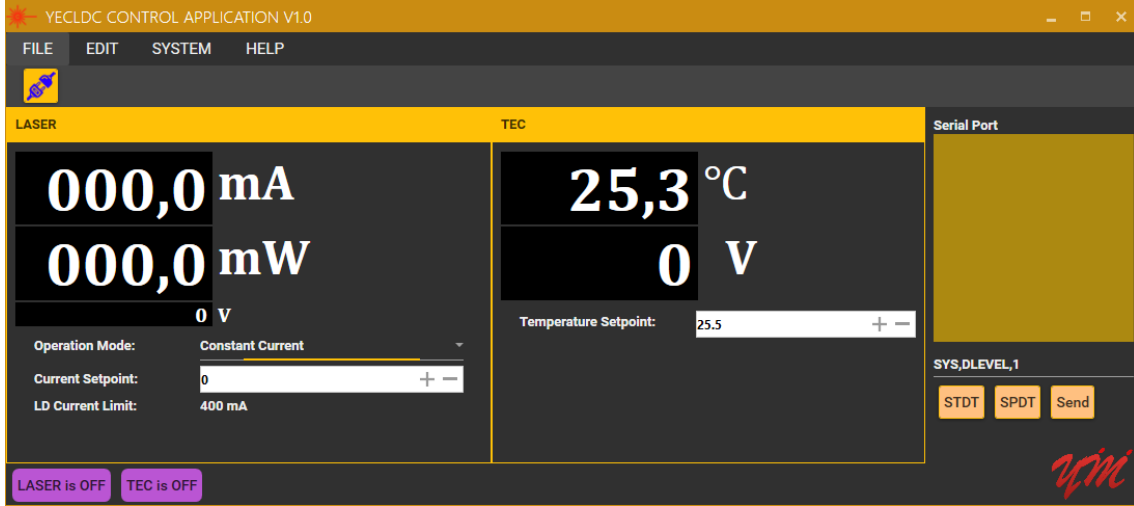 YECLDC CONTROL APPLICATION V1.0
FILE EDIT SYSTEM HELP
LASER
000,0 mA
000,0 mW
0 V
Operation Mode: Constant Current
Current Setpoint: 0
LD Current Limit: 400 mA
TEC
25,3 °C
0 V
Temperature Setpoint: 25.5
Serial Port
SYS,DLEVEL,1
STDT SPDT Send
LASER is OFF TEC is OFF